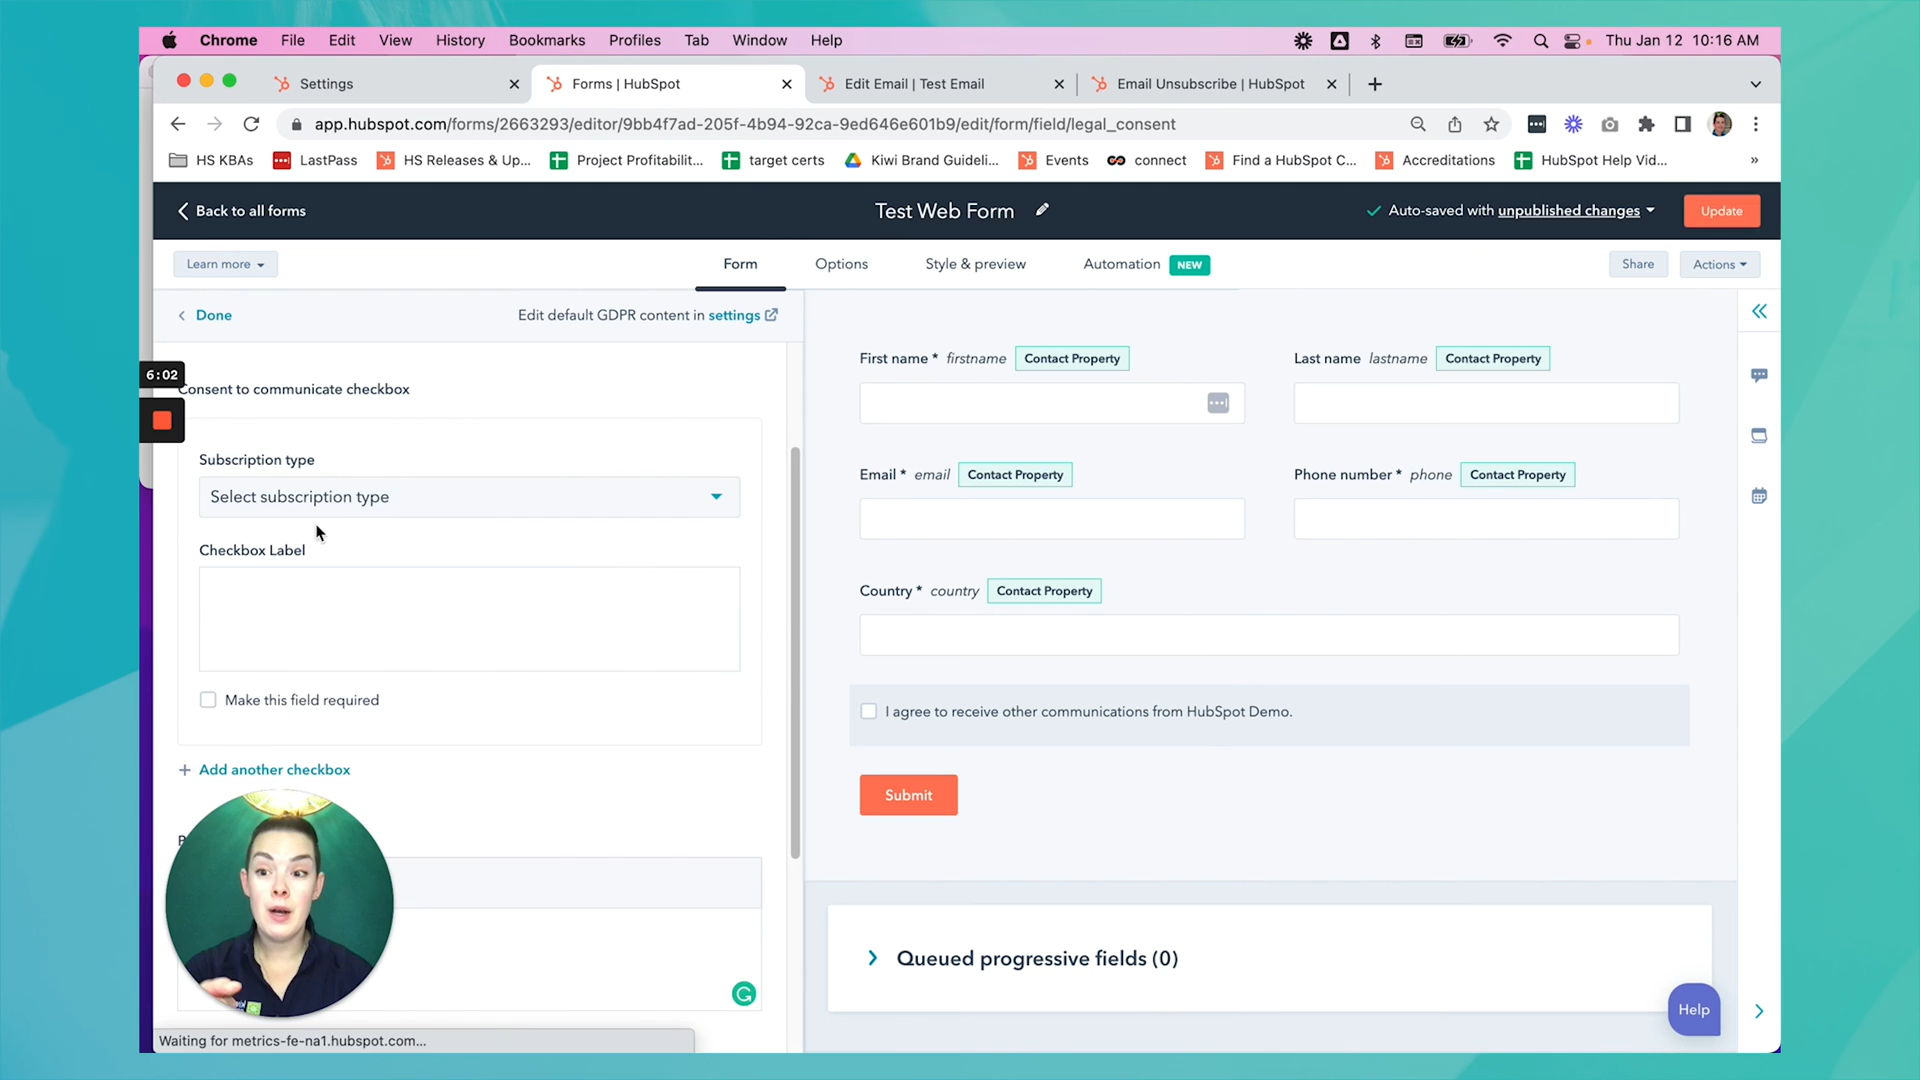 Chrome File Edit View History Bookmarks Profiles Tab Window Help Thu Jan 12 10:16 AM
Settings Forms | HubSpot Edit Email | Test Email Email Unsubscribe | HubSpot
app.hubspot.com/forms/2663293/editor/9bb4f7ad-205f-4b94-92ca-9ed646e601b9/edit/form/field/legal_consent
HS KBAs LastPass HS Releases & Up... Project Profitabilit... target certs Kiwi Brand Guideli... Events connect Find a HubSpot C... Accreditations HubSpot Help Vid... »
Back to all forms Test Web Form Auto-saved with unpublished changes Update
Learn more Form Options Style & preview Automation NEW Share Actions
Done Edit default GDPR content in settings
6:02
Consent to communicate checkbox
Subscription type
Select subscription type
Checkbox Label
Make this field required
+ Add another checkbox
First name * firstname Contact Property
Last name lastname Contact Property
Email * email Contact Property
Phone number * phone Contact Property
Country * country Contact Property
I agree to receive other communications from HubSpot Demo.
Submit
Queued progressive fields (0)
Help
Waiting for metrics-fe-na1.hubspot.com...